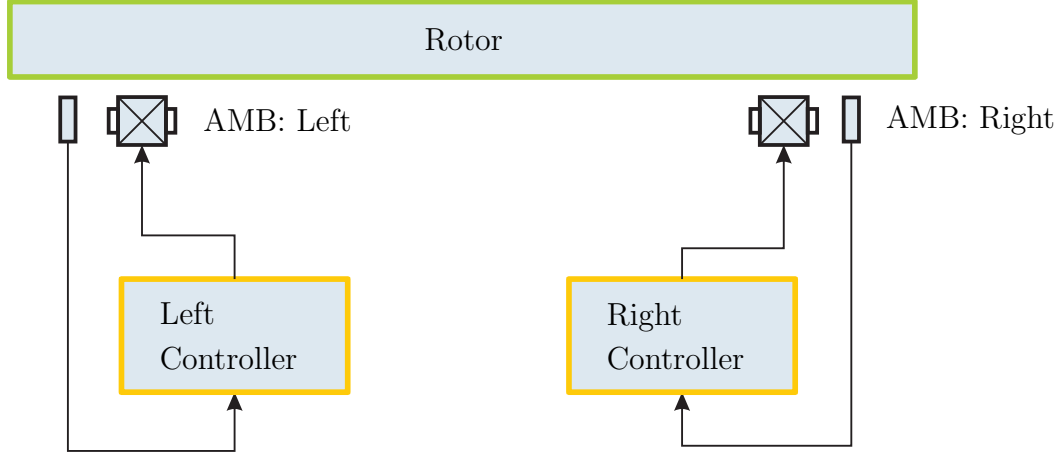 Rotor
AMB: Left
AMB: Right
Left
Controller
Right
Controller